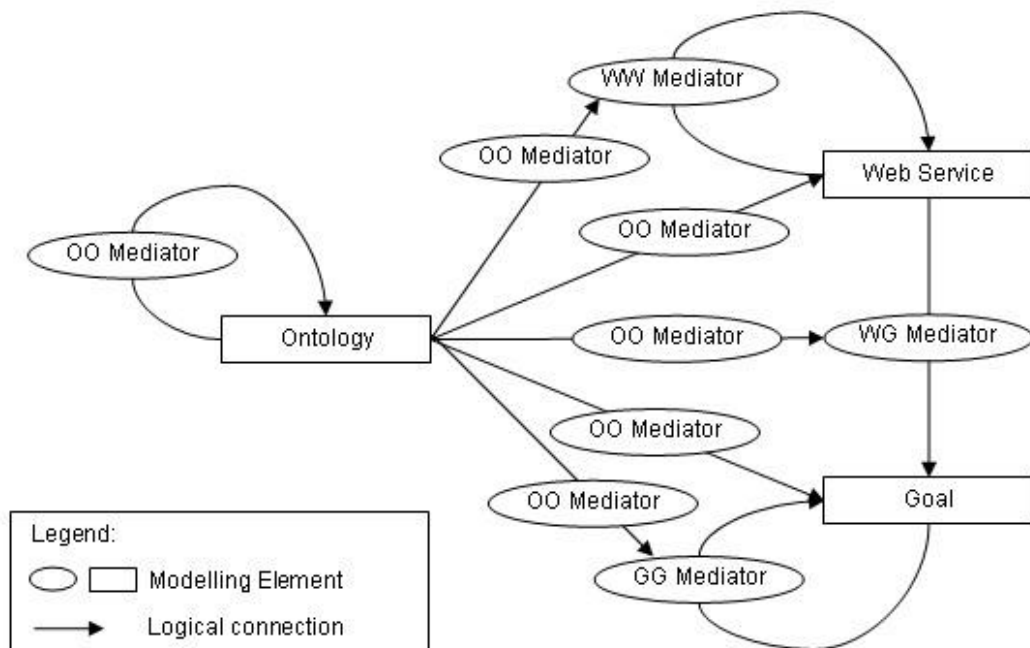 WW Mediator
OO Mediator
Web Service
OO Mediator
OO Mediator
Ontology
OO Mediator
WG Mediator
OO Mediator
OO Mediator
Goal
GG Mediator
Legend:
Modelling Element
Logical connection